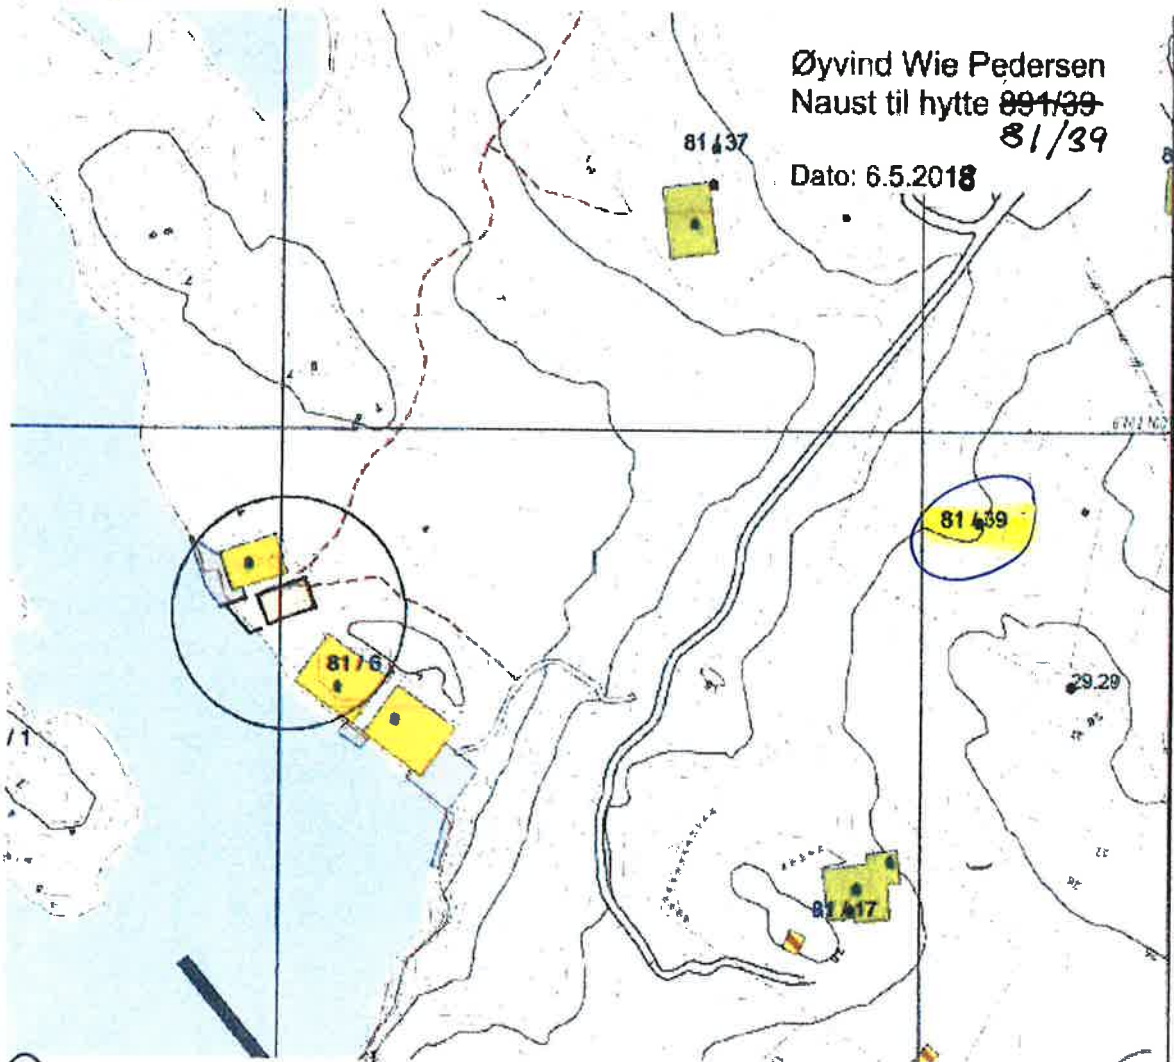 Øyvind Wie Pedersen
Naust til hytte 891/39
81/39
Dato: 6.5.2018
81/37
81/39
81/6
29.29
/1
81/17